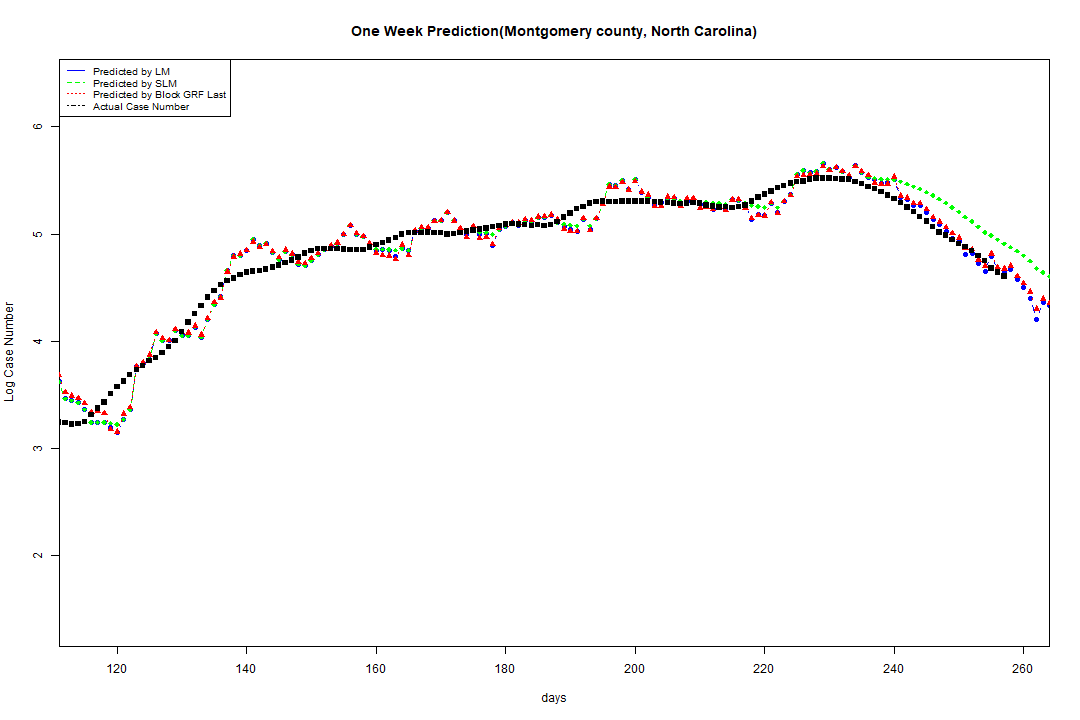 One Week Prediction(Montgomery county, North Carolina)
Predicted by LM
Predicted by SLM
Predicted by Block GRF Last
Actual Case Number
6
5
4
3
2
Log Case Number
120 140 160 180 200 220 240 260
days